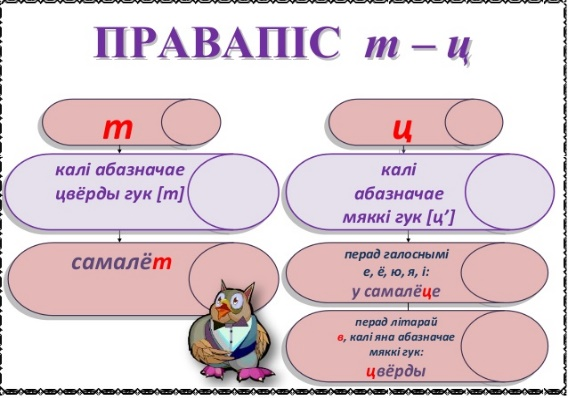 ПРАВАПІС т – ц
т
калі абазначае
цвёрды гук [т]
самалёт
ц
калі
абазначае
мяккі гук [ц’]
перад галоснымі
е, ё, ю, я, і:
у самалёце
перад літарай
в, калі яна абазначае
мяккі гук:
цвёрды